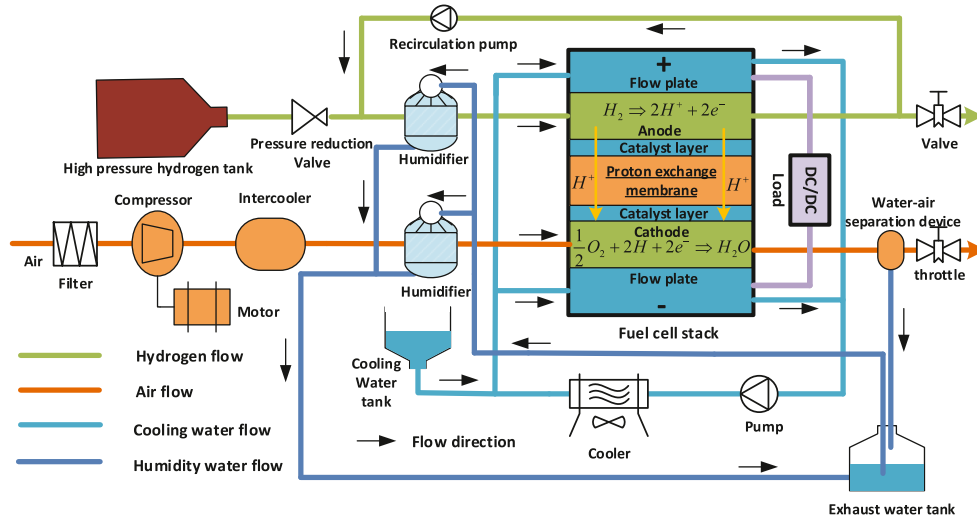 Recirculation pump
High pressure hydrogen tank
Pressure reduction
Valve
Humidifier
+
Flow plate
H₂ ⇒ 2H⁺ + 2e⁻
Anode
Catalyst layer
Proton exchange
membrane
H⁺
H⁺
Catalyst layer
Cathode
1/2 O₂ + 2H + 2e⁻ ⇒ H₂O
Flow plate
-
Fuel cell stack
DC/DC
Load
Valve
Water-air
separation device
throttle
Air
Filter
Compressor
Motor
Intercooler
Humidifier
Cooling
Water
tank
Cooler
Pump
Exhaust water tank
Hydrogen flow
Air flow
Cooling water flow
Humidity water flow
Flow direction